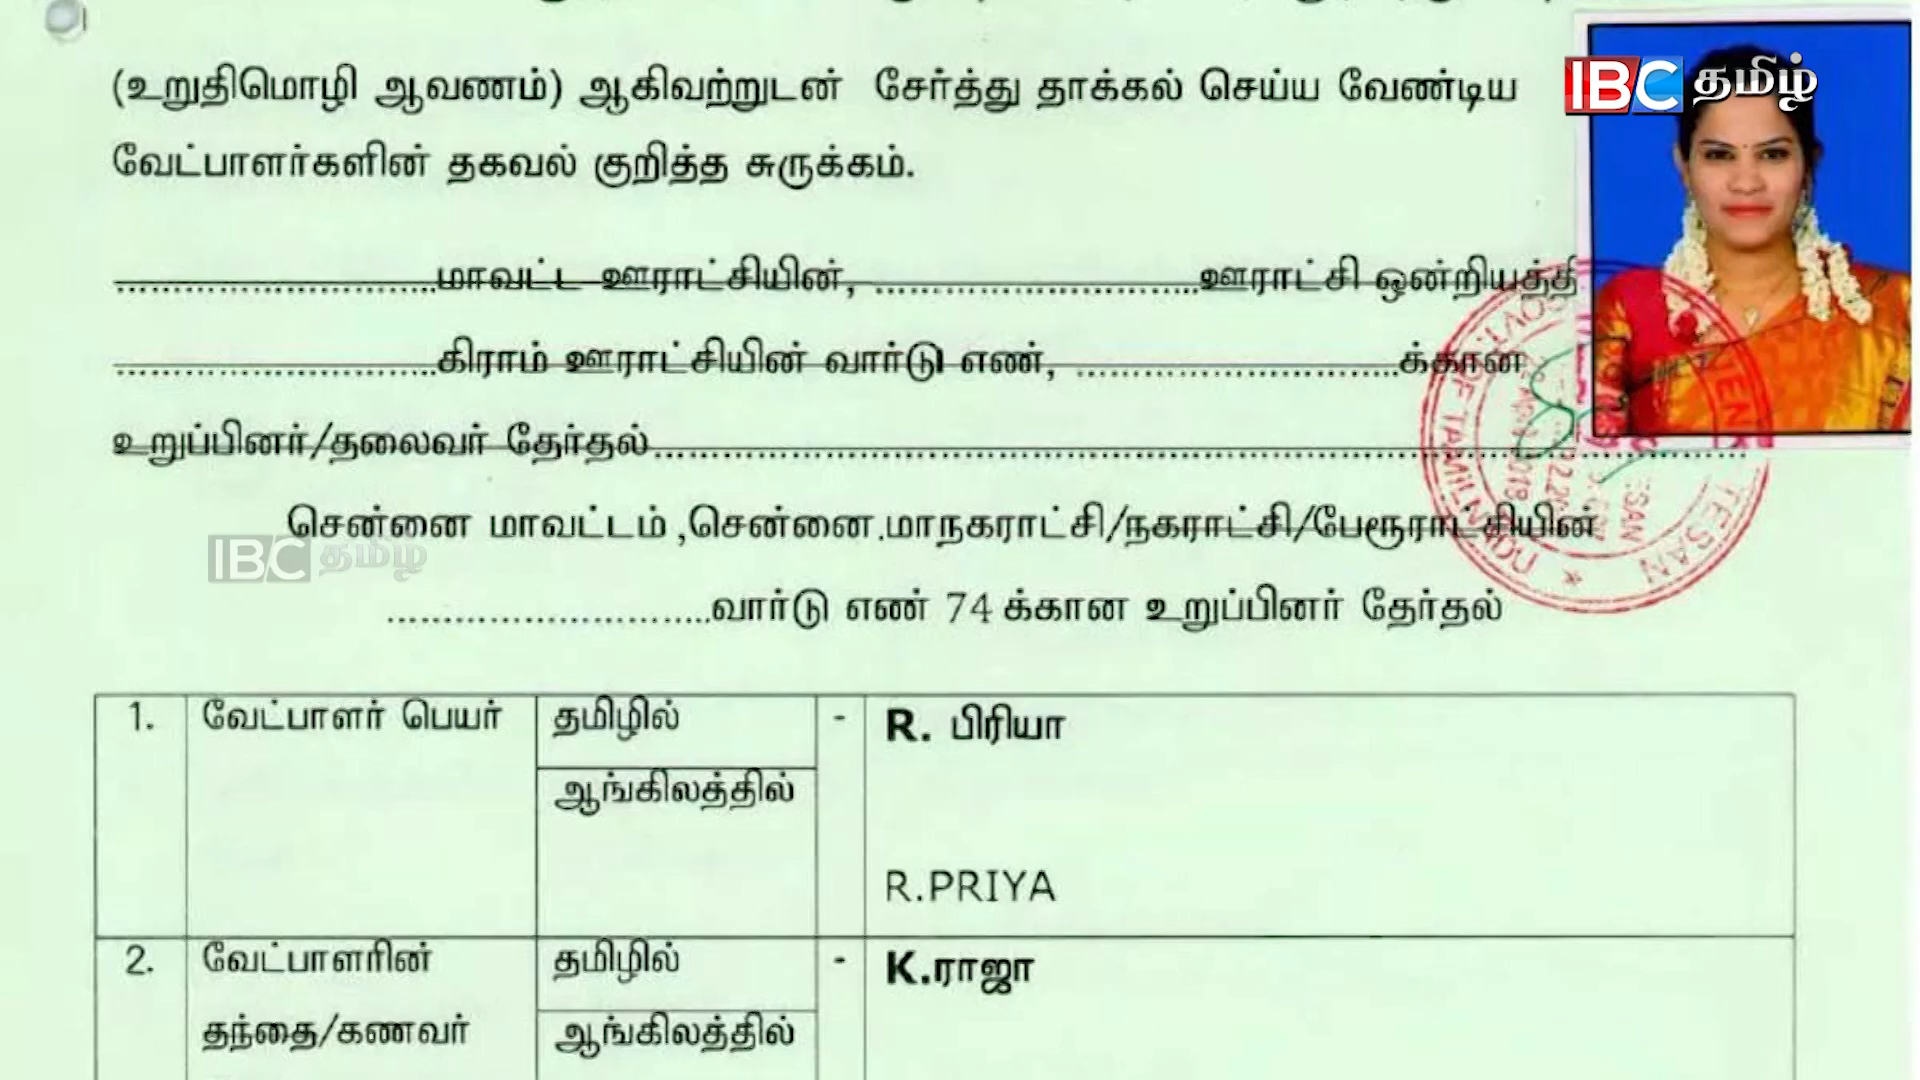 IBC தமிழ்
(உறுதிமொழி ஆவணம்) ஆகிவற்றுடன் சேர்த்து தாக்கல் செய்ய வேண்டிய
வேட்பாளர்களின் தகவல் குறித்த சுருக்கம்.
..............................மாவட்ட ஊராட்சியின், ..............................ஊராட்சி ஒன்றியத்தி
..............................கிராம் ஊராட்சியின் வார்டு எண், ..............................க்கான
உறுப்பினர்/தலைவர் தேர்தல்..............................
சென்னை மாவட்டம் ,சென்னை.மாநகராட்சி/நகராட்சி/பேரூராட்சியின்
IBC தமிழ்
..............................வார்டு எண் 74 க்கான உறுப்பினர் தேர்தல்
1. வேட்பாளர் பெயர் தமிழில் - R. பிரியா
ஆங்கிலத்தில்
R.PRIYA
2. வேட்பாளரின் தமிழில் - K.ராஜா
தந்தை/கணவர் ஆங்கிலத்தில்